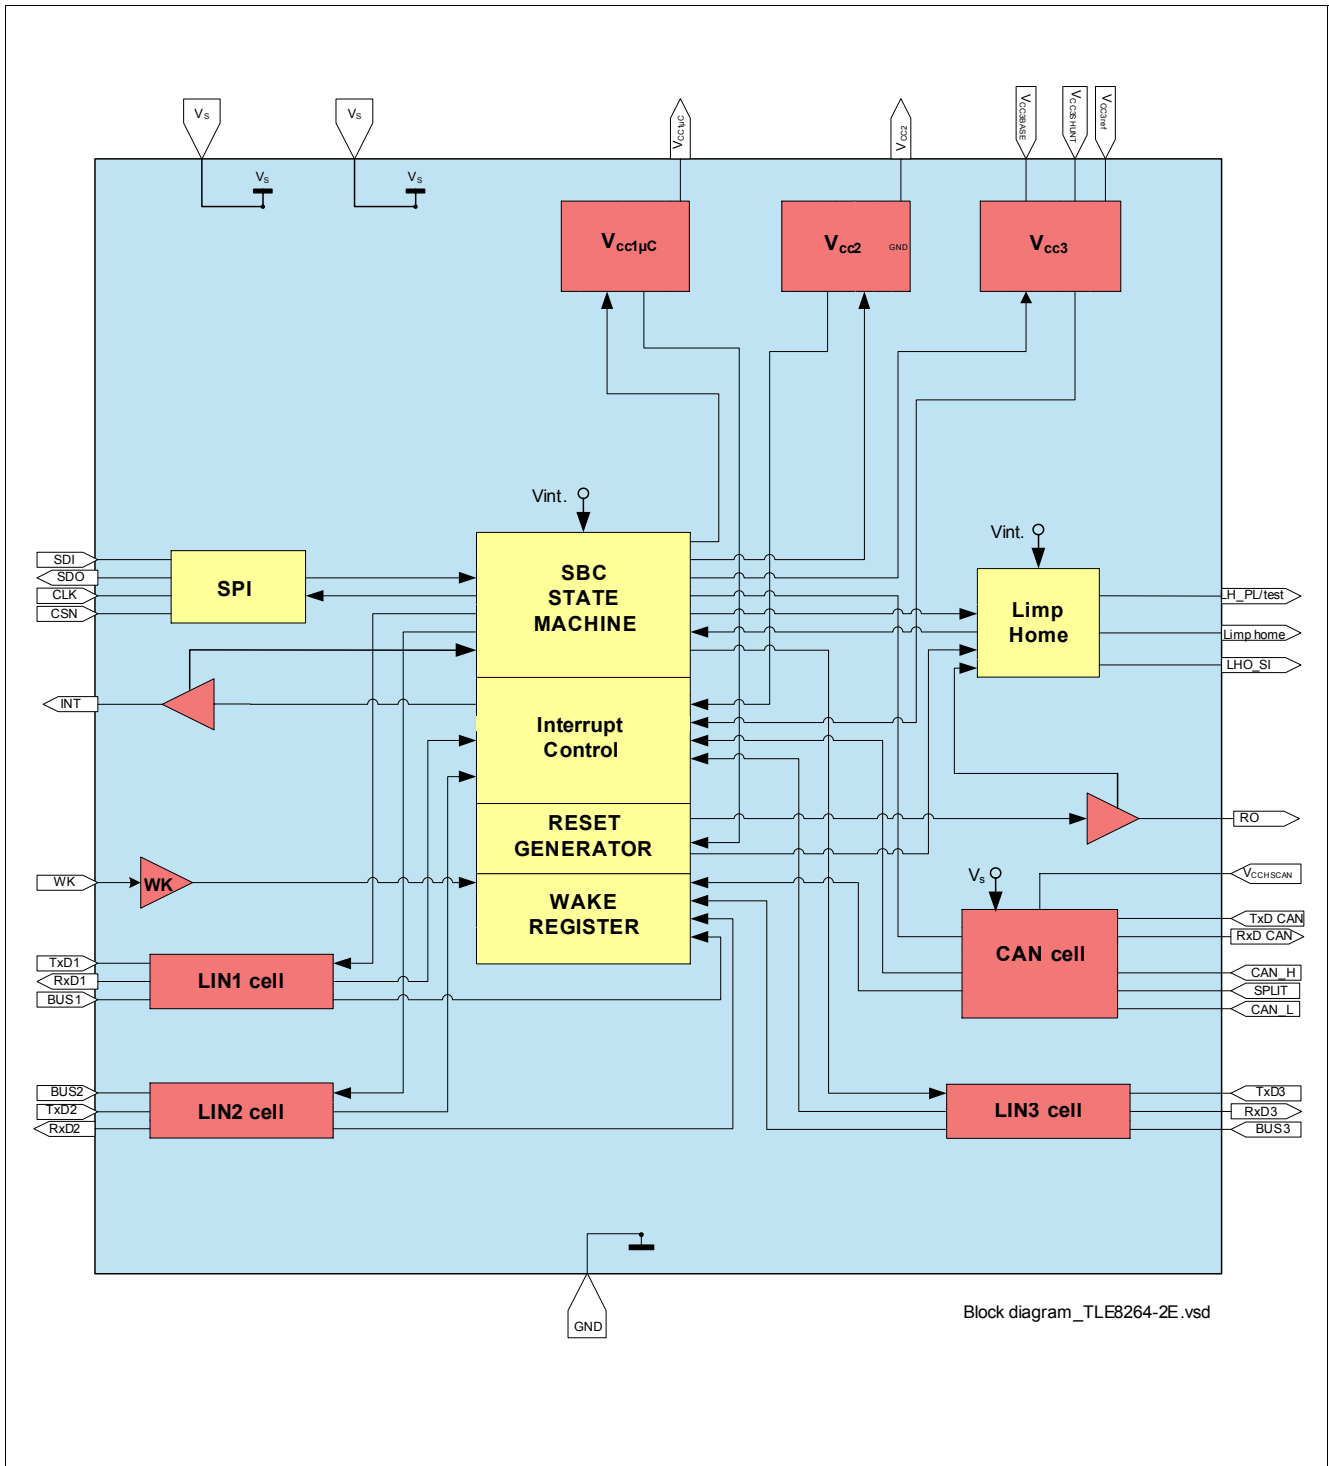 Vs
Vs
Vcc1µC
Vcc2
VCC3BASE
VCC3SHUNT
VCC3ref
Vs
Vs
Vcc1µC
Vcc2
GND
Vcc3
Vint.
SDI
SDO
CLK
CSN
SPI
SBC
STATE
MACHINE
Vint.
Limp
Home
LH_PL/test
Limp home
LHO_SI
INT
Interrupt
Control
RESET
GENERATOR
RO
WK
WK
WAKE
REGISTER
Vs
VCCHSCAN
CAN cell
TxD CAN
RxD CAN
CAN_H
SPLIT
CAN_L
TxD1
RxD1
BUS1
LIN1 cell
BUS2
TxD2
RxD2
LIN2 cell
LIN3 cell
TxD3
RxD3
BUS3
GND
Block diagram_TLE8264-2E.vsd